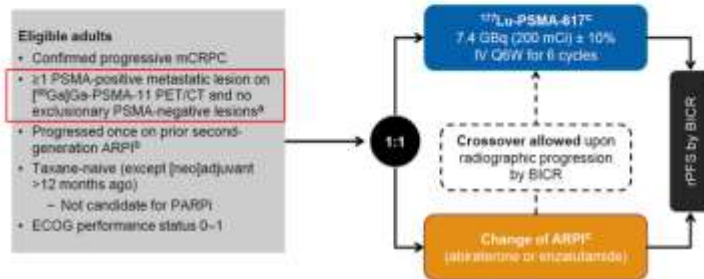 Eligible adults
• Confirmed progressive mCRPC
• ≥1 PSMA-positive metastatic lesion on
[⁶⁸Ga]Ga-PSMA-11 PET/CT and no
exclusionary PSMA-negative lesionsᵃ
• Progressed once on prior second-
generation ARPIᵇ
• Taxane-naive (except [neo]adjuvant
>12 months ago)
– Not candidate for PARPi
• ECOG performance status 0–1
1:1
¹⁷⁷Lu-PSMA-617ᶜ
7.4 GBq (200 mCi) ± 10%
IV Q6W for 6 cycles
Crossover allowed upon
radiographic progression
by BICR
Change of ARPIᶜ
(abiraterone or enzalutamide)
rPFS by BICR